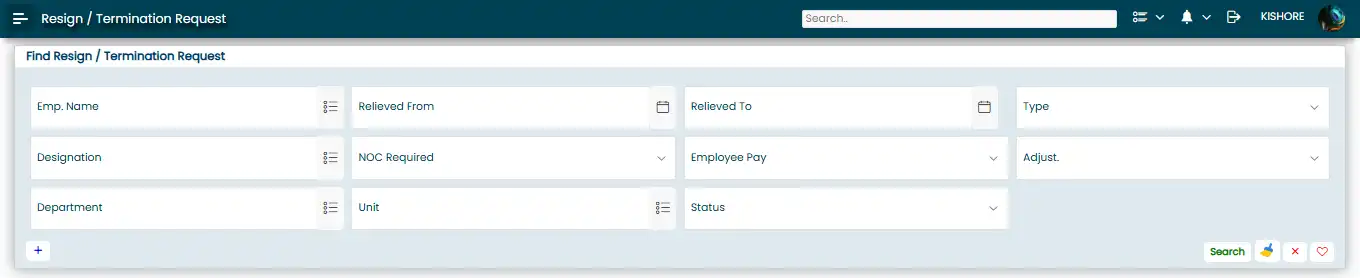 Resign / Termination Request
Search..
KISHORE
Find Resign / Termination Request
Emp. Name
Relieved From
Relieved To
Type
Designation
NOC Required
Employee Pay
Adjust.
Department
Unit
Status
+
Search